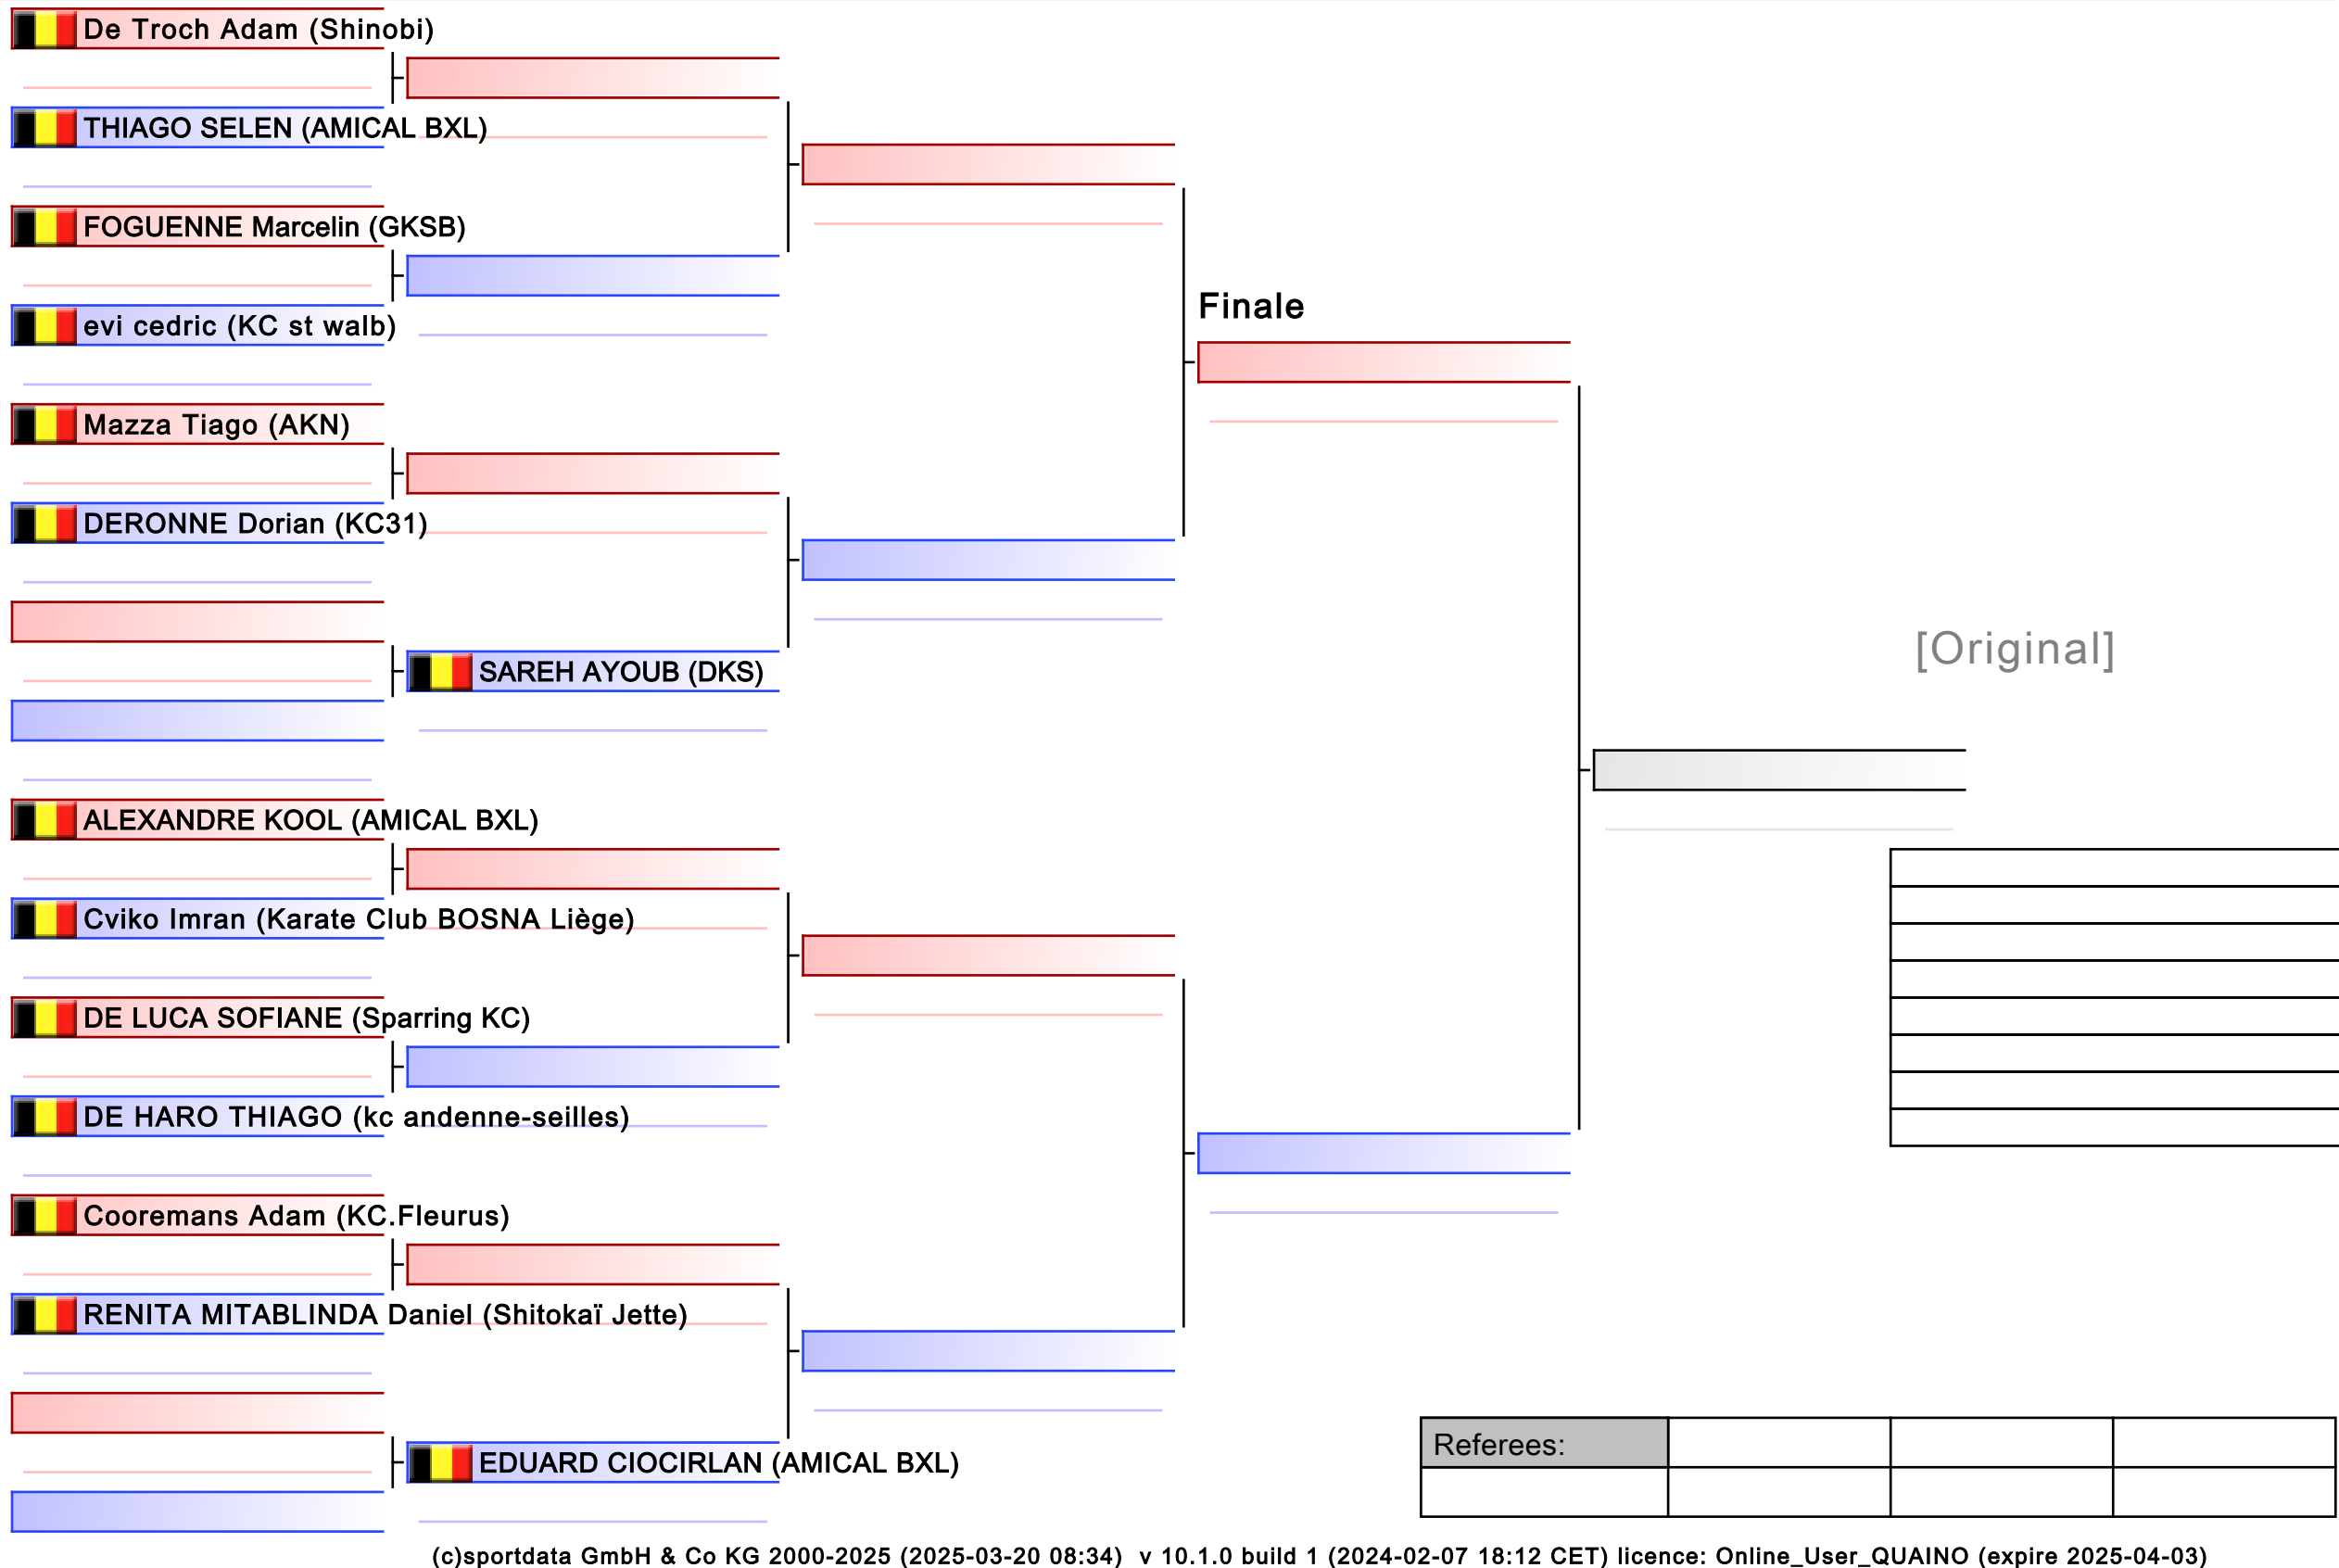 De Troch Adam (Shinobi)
THIAGO SELEN (AMICAL BXL)
FOGUENNE Marcelin (GKSB)
evi cedric (KC st walb)
Mazza Tiago (AKN)
DERONNE Dorian (KC31)
SAREH AYOUB (DKS)
ALEXANDRE KOOL (AMICAL BXL)
Cviko Imran (Karate Club BOSNA Liège)
DE LUCA SOFIANE (Sparring KC)
DE HARO THIAGO (kc andenne-seilles)
Cooremans Adam (KC.Fleurus)
RENITA MITABLINDA Daniel (Shitokaï Jette)
EDUARD CIOCIRLAN (AMICAL BXL)
Finale
[Original]
Referees:
(c)sportdata GmbH & Co KG 2000-2025 (2025-03-20 08:34) v 10.1.0 build 1 (2024-02-07 18:12 CET) licence: Online_User_QUAINO (expire 2025-04-03)